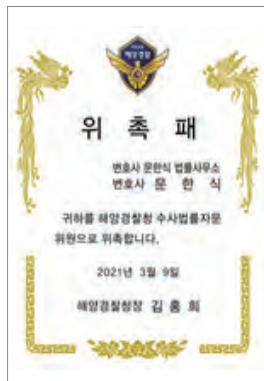 해양경찰
위 촉 패
변호사 문한식 법률사무소
변호사 문 한 식
귀하를 해양경찰청 수사법률자문
위원으로 위촉합니다.
2021년 3월 9일
해양경찰청장 김 홍 희